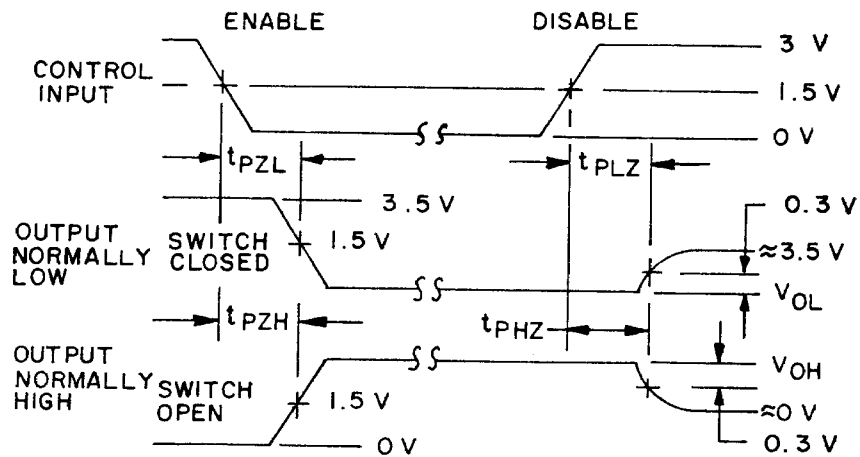 ENABLE
DISABLE
CONTROL
INPUT
3 V
1.5 V
0 V
tPZL
tPLZ
3.5 V
0.3 V
OUTPUT
NORMALLY
LOW
SWITCH
CLOSED
1.5 V
≈3.5 V
VOL
tPZH
tPHZ
OUTPUT
NORMALLY
HIGH
SWITCH
OPEN
1.5 V
VOH
≈0 V
0 V
0.3 V